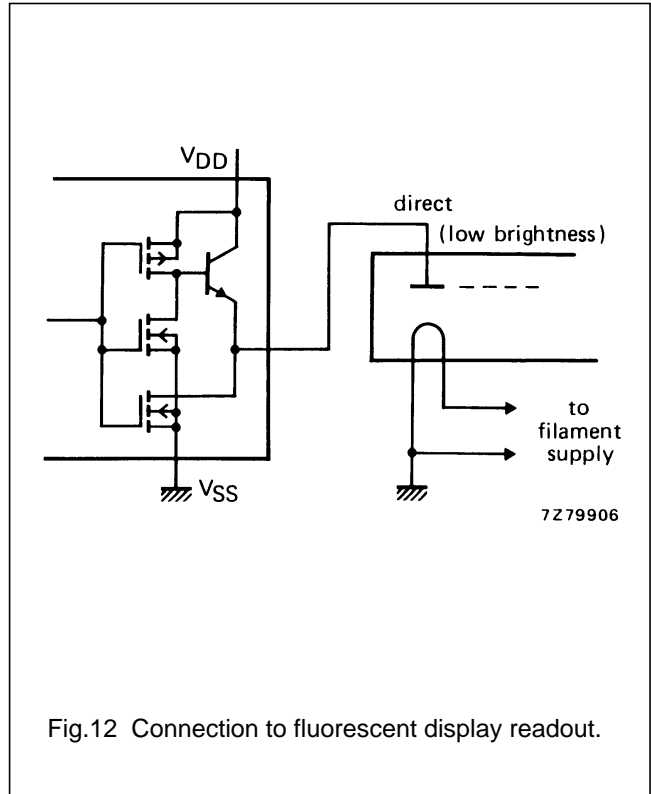 VDD
direct
(low brightness)
to
filament
supply
VSS
7Z79906
Fig.12 Connection to fluorescent display readout.